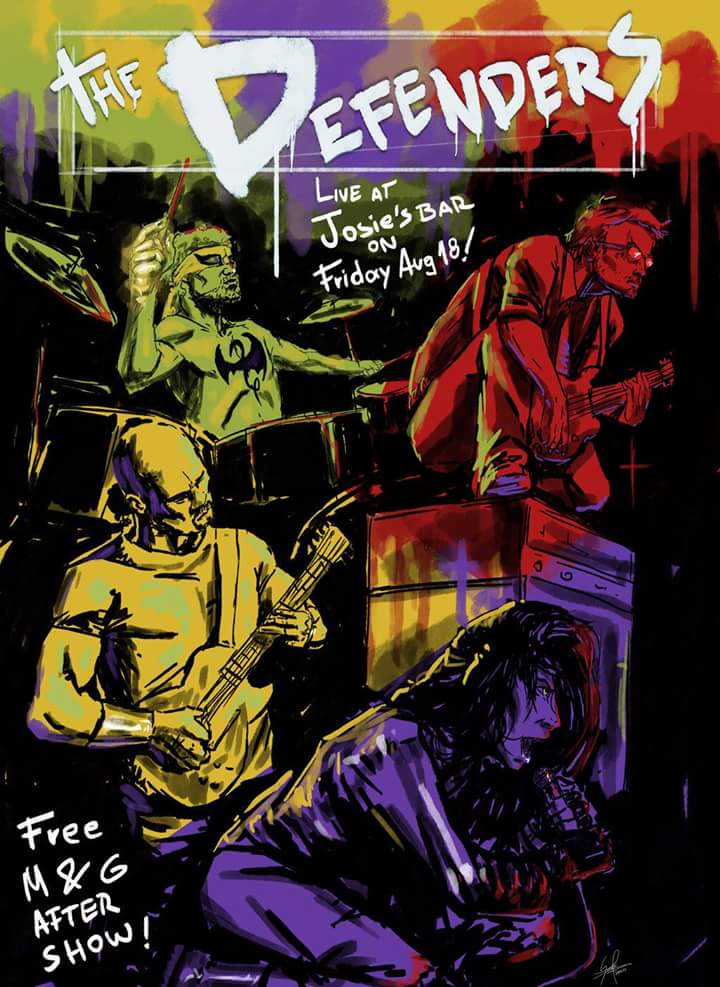 THE DEFENDERS
LIVE AT
JOSIE'S BAR
ON
Friday Aug 18!
Free
M & G
AFTER
SHOW!